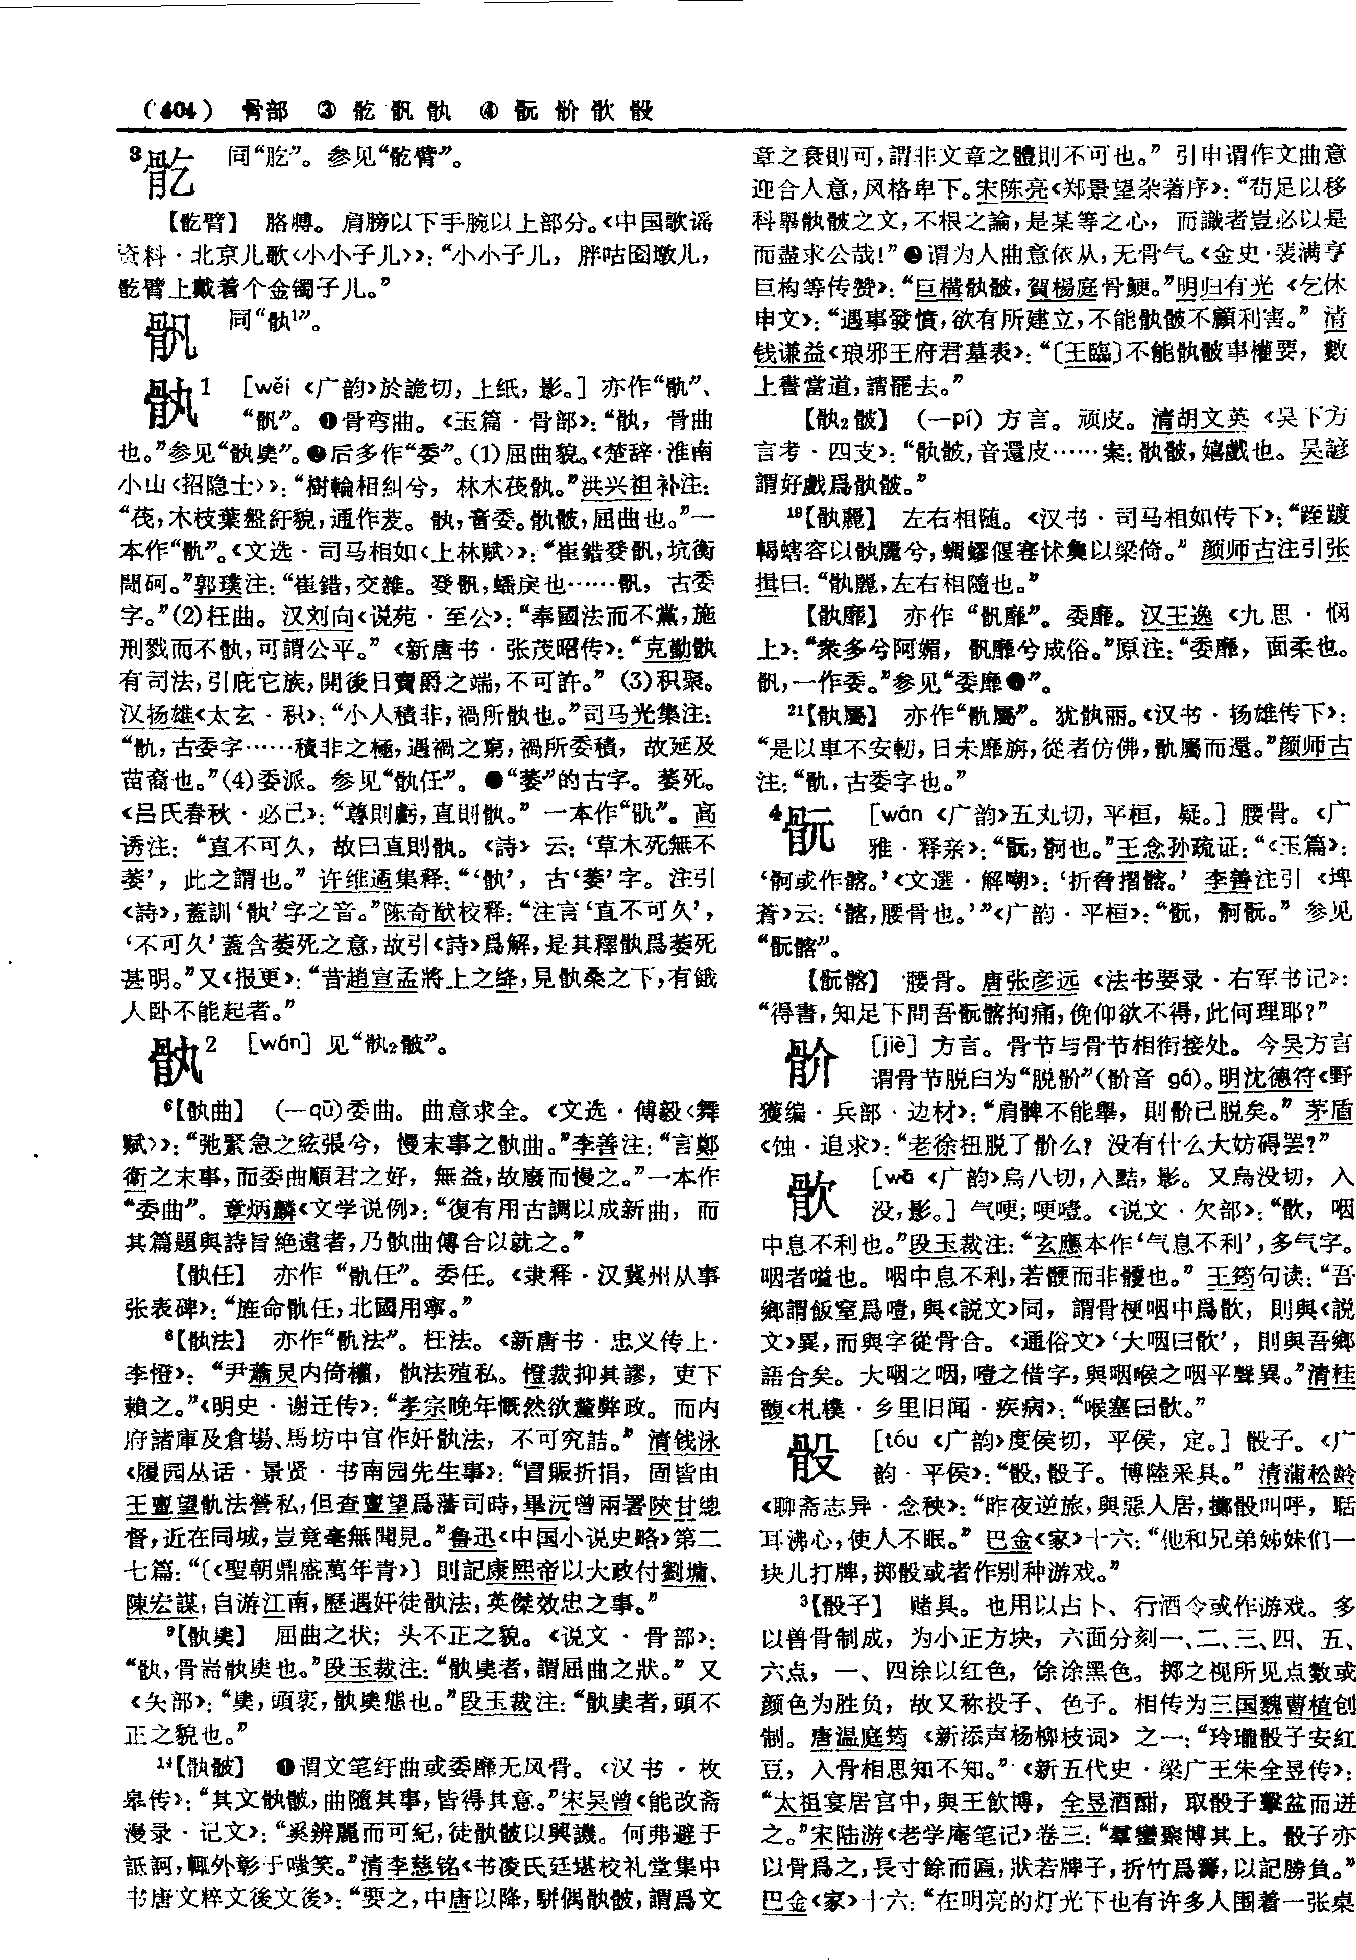 (404) 骨部 ③ 骴 骪 骫 ④ 骩 骱 骬 骰
3 同“肐”。参见“䯆臂”。
【䯆臂】 胳膊。肩膀以下手腕以上部分。《中国歌谣
资料·北京儿歌〈小小子儿〉》：“小小子儿，胖咕囵墩儿，
䯆臂上戴着个金镯子儿。”
骪 同“骫¹”。
骫1 [wěi 《广韵》於詭切，上纸，影。] 亦作“骩”、
“骪”。❶骨弯曲。《玉篇·骨部》：“骫，骨曲
也。”参见“骫奊”。❷后多作“委”。(1)屈曲貌。《楚辞·淮南
小山〈招隐士〉》：“樹輪相糾兮，林木茷骫。”洪兴祖补注：
“茷，木枝葉盤紆貌，通作茇。骫，音委。骫骳，屈曲也。”一
本作“骩”。《文选·司马相如〈上林赋〉》：“崔錯癹骪，坑衡
閜砢。”郭璞注：“崔錯，交雜。癹骪，蟠戾也……骪，古委
字。”(2)枉曲。汉刘向《说苑·至公》：“奉國法而不黨，施
刑戮而不骫，可謂公平。”《新唐书·张茂昭传》：“克勤骫
有司法，引庇它族，開後日賣爵之端，不可許。”(3)积聚。
汉扬雄《太玄·积》：“小人積非，禍所骫也。”司马光集注：
“骩，古委字……積非之極，遇禍之窮，禍所委積，故延及
苗裔也。”(4)委派。参见“骫任”。❸“萎”的古字。萎死。
《吕氏春秋·必己》：“尊則虧，直則骫。”一本作“骩”。高
诱注：“直不可久，故曰直則骫。《詩》云：‘草木死無不
萎’，此之謂也。”许维遹集释：“‘骫’，古‘萎’字。注引
《詩》，蓋訓‘骫’字之音。”陈奇猷校释：“注言‘直不可久’，
‘不可久’蓋含萎死之意，故引《詩》爲解，是其釋骫爲萎死
甚明。”又《报更》：“昔趙宣孟將上之絳，見骫桑之下，有餓
人卧不能起者。”
骫2 [wán] 见“骫₂骳”。
⁶【骫曲】 (—qū)委曲。曲意求全。《文选·傅毅〈舞
赋〉》：“弛緊急之絃張兮，慢末事之骫曲。”李善注：“言鄭
衛之末事，而委曲順君之好，無益，故廢而慢之。”一本作
“委曲”。章炳麟《文学说例》：“復有用古調以成新曲，而
其篇題與詩旨絶遠者，乃骫曲傅合以就之。”
【骫任】 亦作“骩任”。委任。《隶释·汉冀州从事
张表碑》：“旌命骩任，北國用寧。”
⁸【骫法】 亦作“骩法”。枉法。《新唐书·忠义传上·
李憕》：“尹蕭炅内倚權，骫法殖私。憕裁抑其謬，吏下
賴之。”《明史·谢迁传》：“孝宗晚年慨然欲釐弊政。而内
府諸庫及倉場、馬坊中官作奸骫法，不可究詰。”清钱泳
《履园丛话·景贤·书南园先生事》：“冒賑折捐，固皆由
王亶望骩法營私，但查亶望爲藩司時，畢沅曾兩署陝甘總
督，近在同城，豈竟毫無聞見。”鲁迅《中国小说史略》第二
七篇：“〔《聖朝鼎盛萬年青》〕則記康熙帝以大政付劉墉、
陳宏謀，自游江南，歷遇奸徒骫法，英傑效忠之事。”
⁹【骫奊】 屈曲之状；头不正之貌。《说文·骨部》：
“骫，骨耑骫奊也。”段玉裁注：“骫奊者，謂屈曲之狀。”又
《矢部》：“奊，頭衺，骫奊態也。”段玉裁注：“骫奊者，頭不
正之貌也。”
¹⁴【骫骳】 ❶谓文笔纡曲或委靡无风骨。《汉书·枚
皋传》：“其文骫骳，曲隨其事，皆得其意。”宋吴曾《能改斋
漫录·记文》：“奚辨麗而可紀，徒骫骳以興譏。何弗避于
詆訶，輒外彰于嗤笑。”清李慈铭《书凌氏廷堪校礼堂集中
书唐文粹文後文後》：“要之，中唐以降，駢偶骫骳，謂爲文
章之衰則可，謂非文章之體則不可也。”引申谓作文曲意
迎合人意，风格卑下。宋陈亮《郑景望杂著序》：“苟足以移
科舉骫骳之文，不根之論，是某等之心，而識者豈必以是
而盡求公哉！”❷谓为人曲意依从，无骨气。《金史·裴满亨
巨构等传赞》：“巨構骫骳，賀楊庭骨鯁。”明归有光《乞休
申文》：“遇事發憤，欲有所建立，不能骫骳不顧利害。”清
钱谦益《琅邪王府君墓表》：“〔王臨〕不能骫骳事權要，數
上書當道，請罷去。”
【骫₂骳】 (—pí) 方言。顽皮。清胡文英《吴下方
言考·四支》：“骫骳，音還皮……案：骫骳，嬉戲也。吴諺
謂好戲爲骫骳。”
¹⁹【骫麗】 左右相随。《汉书·司马相如传下》：“跮踱
輵螛容以骫麗兮，蜩蟉偃寋怵㚟以梁倚。”颜师古注引张
揖曰：“骫麗，左右相隨也。”
【骫靡】 亦作“骪靡”。委靡。汉王逸《九思·悯
上》：“衆多兮阿媚，骪靡兮成俗。”原注：“委靡，面柔也。
骪，一作委。”参见“委靡❶”。
²¹【骫屬】 亦作“骩屬”。犹骫丽。《汉书·扬雄传下》：
“是以車不安軔，日未靡旃，從者仿佛，骩屬而還。”颜师古
注：“骩，古委字也。”
4 [wán 《广韵》五丸切，平桓，疑。] 腰骨。《广
雅·释亲》：“䯈，䯊也。”王念孙疏证：“《玉篇》：
‘䯊或作髂。’《文選·解嘲》：‘折脅摺髂。’李善注引《埤
蒼》云：‘髂，腰骨也。’”《广韵·平桓》：“䯈，䯊䯈。”参见
“䯈髂”。
【䯈髂】 腰骨。唐张彦远《法书要录·右军书记》：
“得書，知足下問吾䯈髂拘痛，俛仰欲不得，此何理耶？”
骱 [jiè] 方言。骨节与骨节相衔接处。今吴方言
谓骨节脱臼为“脱骱”(骱音 gá)。明沈德符《野
獲编·兵部·边材》：“肩髀不能舉，則骱已脱矣。”茅盾
《蚀·追求》：“老徐扭脱了骱么？没有什么大妨碍罢？”
[wā 《广韵》烏八切，入黠，影。又烏没切，入
没，影。] 气哽；哽噎。《说文·欠部》：“㰶，咽
中息不利也。”段玉裁注：“玄應本作‘气息不利’，多气字。
咽者嗌也。咽中息不利，若骾而非骾也。”王筠句读：“吾
鄉謂飯窒爲噎，與《説文》同，謂骨梗咽中爲㰶，則與《説
文》異，而與字從骨合。《通俗文》‘大咽曰㰶’，則與吾鄉
語合矣。大咽之咽，噎之借字，與咽喉之咽平聲異。”清桂
馥《札樸·乡里旧闻·疾病》：“喉塞曰㰶。”
骰 [tóu 《广韵》度侯切，平侯，定。] 骰子。《广
韵·平侯》：“骰，骰子。博陸采具。”清蒲松龄
《聊斋志异·念秧》：“昨夜逆旅，與惡人居，擲骰叫呼，聒
耳沸心，使人不眠。”巴金《家》十六：“他和兄弟姊妹们一
块儿打牌，掷骰或者作别种游戏。”
³【骰子】 赌具。也用以占卜、行酒令或作游戏。多
以兽骨制成，为小正方块，六面分刻一、二、三、四、五、
六点，一、四涂以红色，馀涂黑色。掷之视所见点数或
颜色为胜负，故又称投子、色子。相传为三国魏曹植创
制。唐温庭筠《新添声杨柳枝词》之一：“玲瓏骰子安紅
豆，入骨相思知不知。”《新五代史·梁广王朱全昱传》：
“太祖宴居宫中，與王飲博，全昱酒酣，取骰子擊盆而迸
之。”宋陆游《老学庵笔记》卷三：“羣蠻聚博其上。骰子亦
以骨爲之，長寸餘而匾，狀若牌子，折竹爲籌，以記勝負。”
巴金《家》十六：“在明亮的灯光下也有许多人围着一张桌